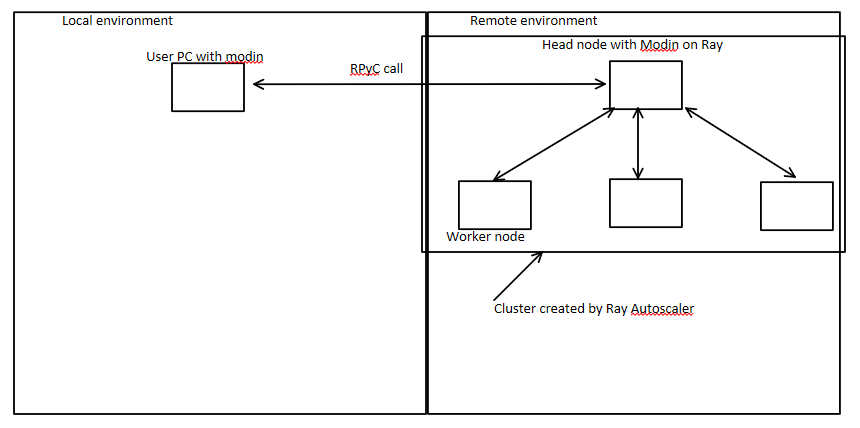 Local environment
Remote environment
Head node with Modin on Ray
User PC with modin
RPyC call
Worker node
Cluster created by Ray Autoscaler